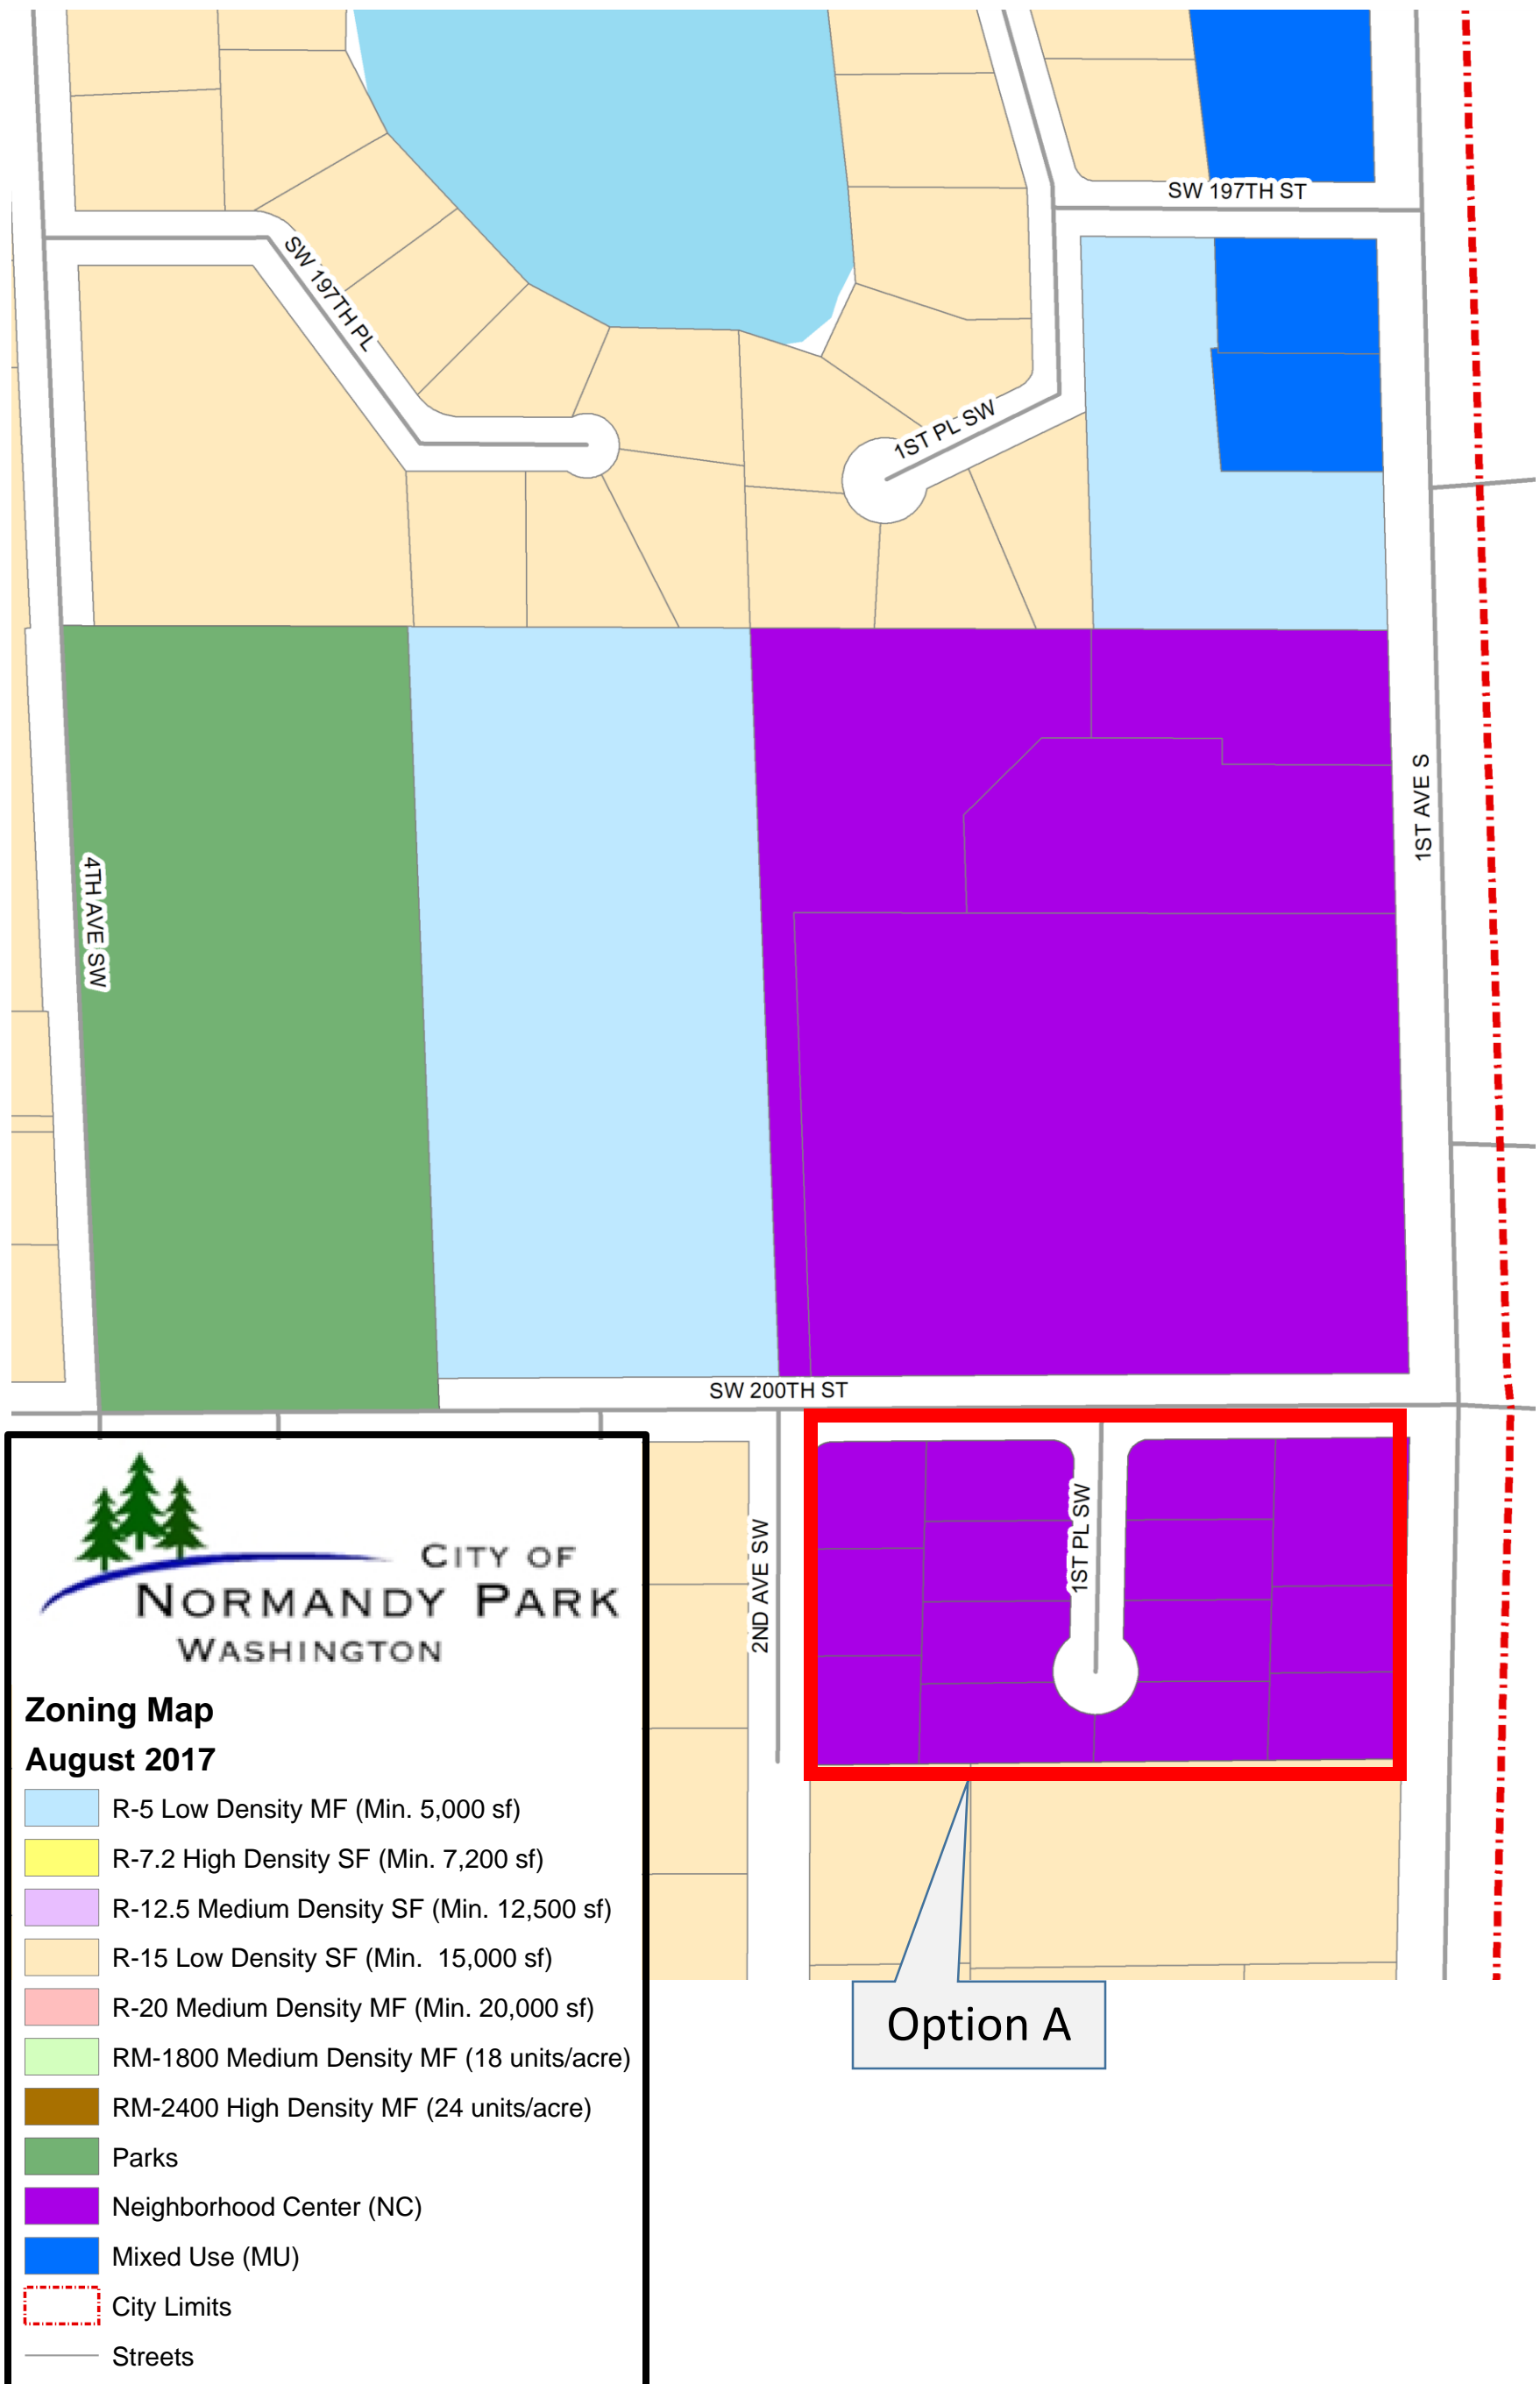 SW 197TH ST
SW 197TH PL
1ST PL SW
1ST AVE S
4TH AVE SW
SW 200TH ST
2ND AVE SW
1ST PL SW
Option A
CITY OF
NORMANDY PARK
WASHINGTON
Zoning Map
August 2017
R-5 Low Density MF (Min. 5,000 sf)
R-7.2 High Density SF (Min. 7,200 sf)
R-12.5 Medium Density SF (Min. 12,500 sf)
R-15 Low Density SF (Min.  15,000 sf)
R-20 Medium Density MF (Min. 20,000 sf)
RM-1800 Medium Density MF (18 units/acre)
RM-2400 High Density MF (24 units/acre)
Parks
Neighborhood Center (NC)
Mixed Use (MU)
City Limits
Streets